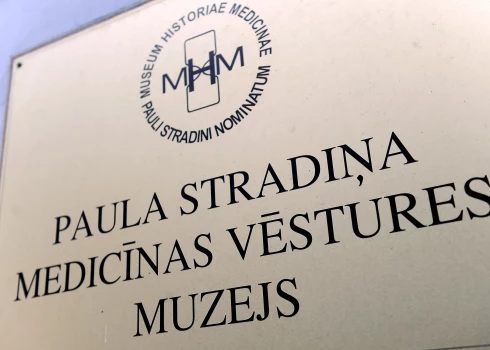 MUSEUM HISTORIAE MEDICINAE
MHM
PAULI STRADINI NOMINATUM
PAULA STRADIŅA
MEDICĪNAS VĒSTURES
MUZEJS